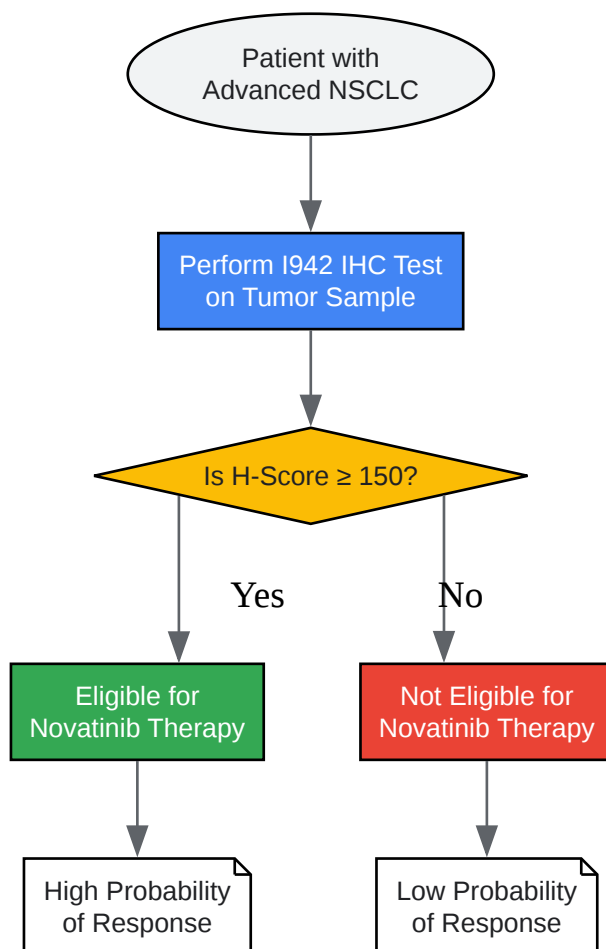 Patient with
Advanced NSCLC
Perform I942 IHC Test
on Tumor Sample
Is H-Score ≥ 150?
Yes
No
Eligible for
Novatinib Therapy
Not Eligible for
Novatinib Therapy
High Probability
of Response
Low Probability
of Response